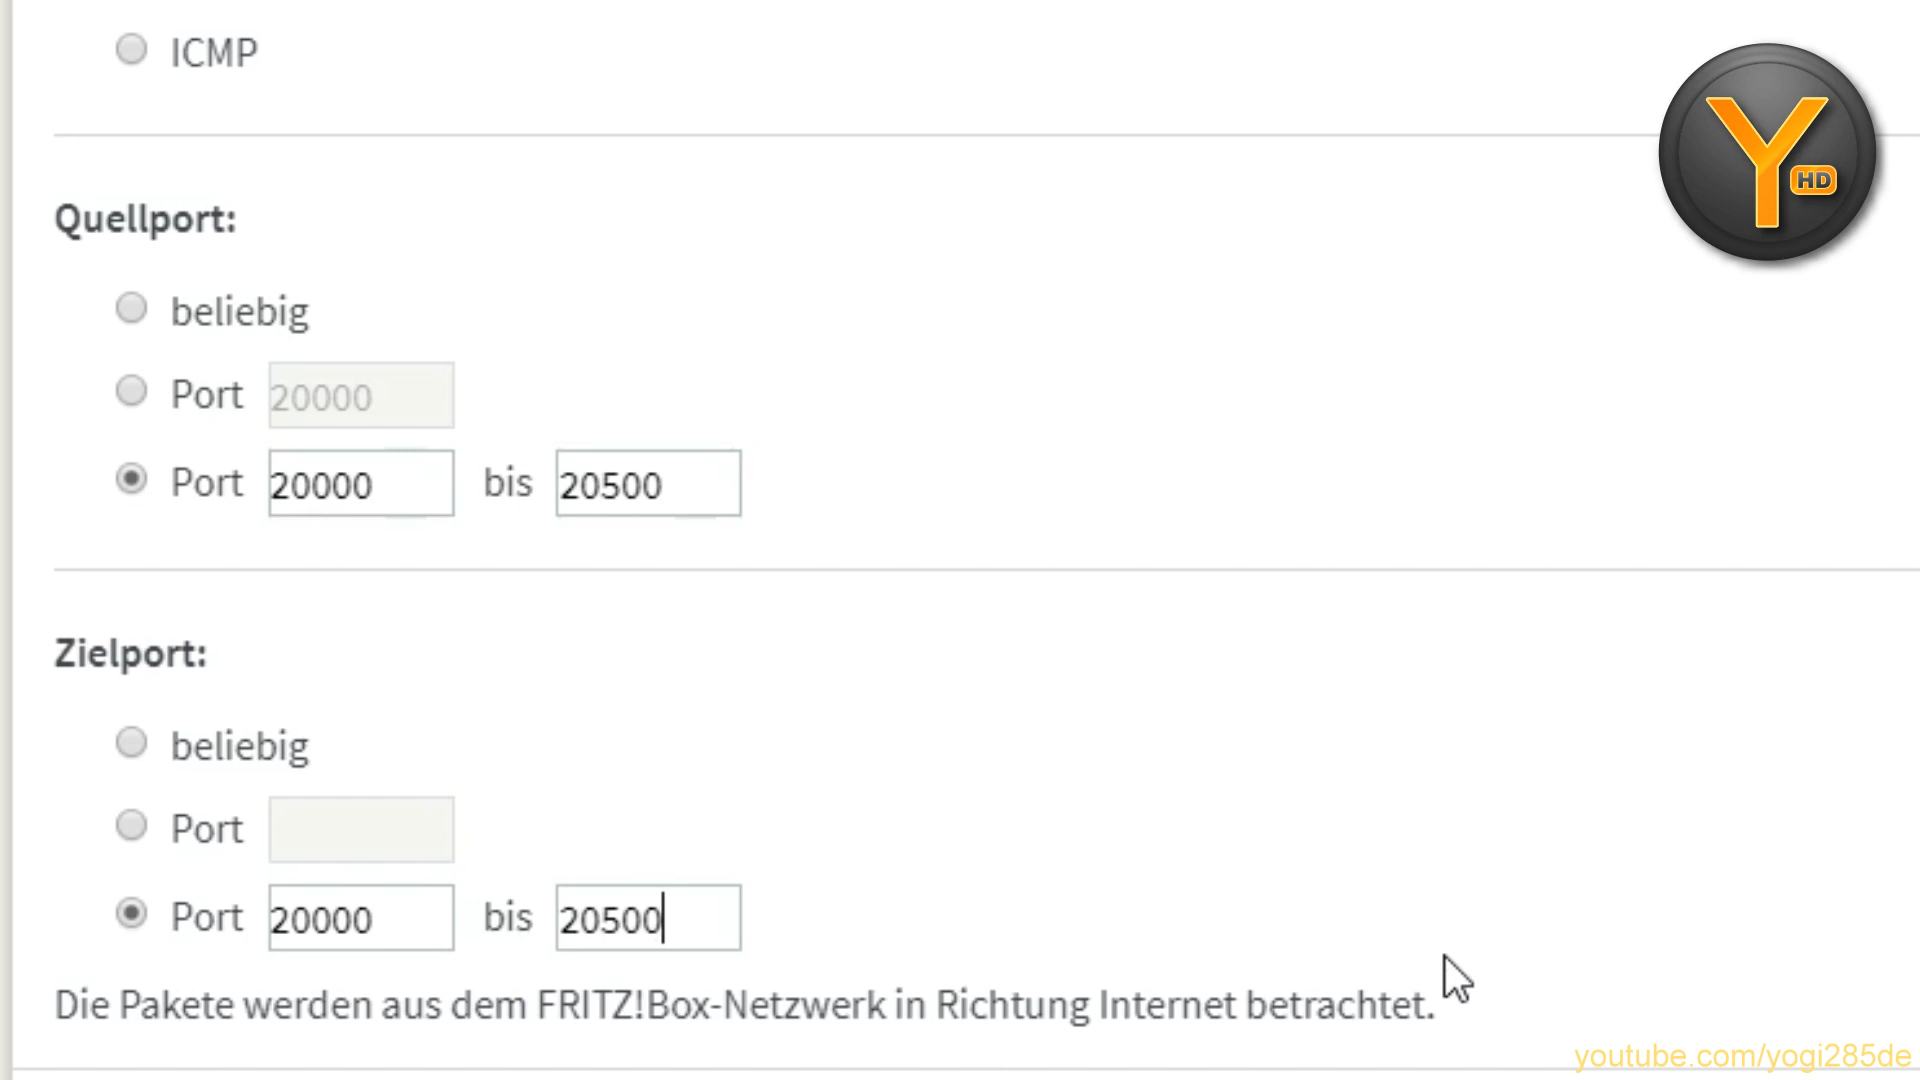 ICMP
Y HD
Quellport:
beliebig
Port 20000
Port 20000 bis 20500
Zielport:
beliebig
Port
Port 20000 bis 20500
Die Pakete werden aus dem FRITZ!Box-Netzwerk in Richtung Internet betrachtet.
youtube.com/yogi285de